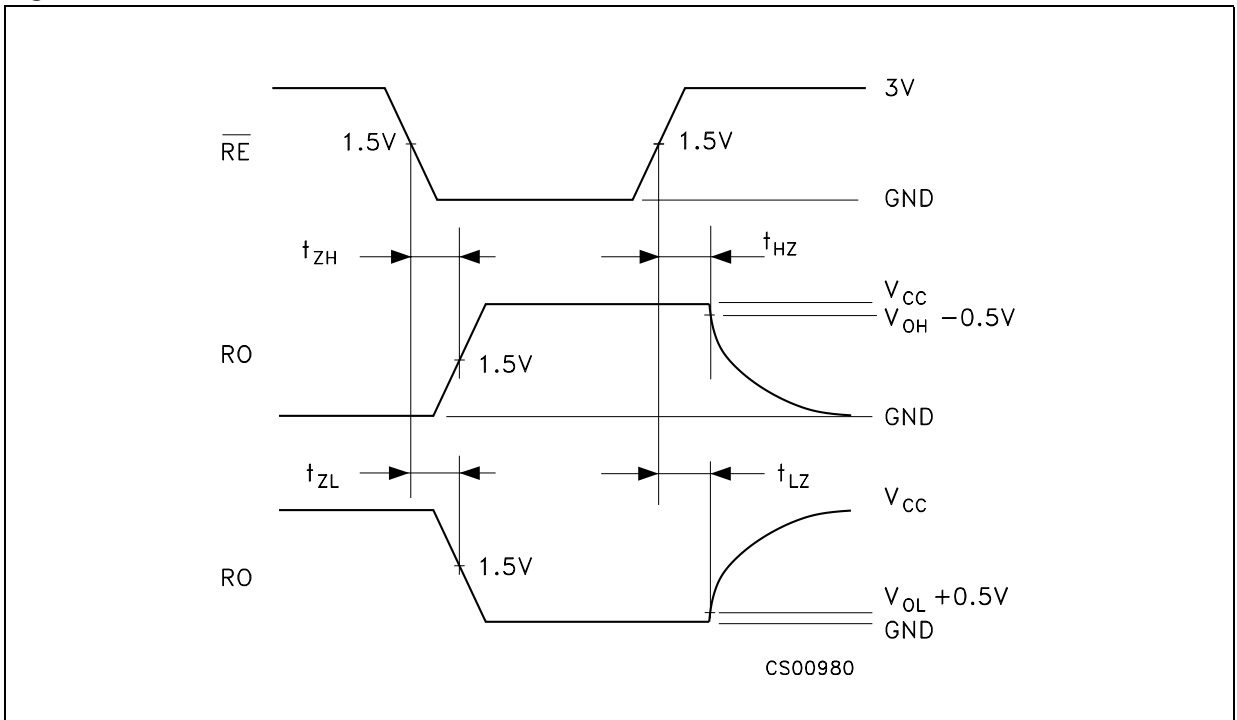 3V
1.5V
1.5V
RE
GND
tZH
tHZ
VCC
VOH −0.5V
RO
1.5V
GND
tZL
tLZ
VCC
1.5V
RO
VOL +0.5V
GND
CS00980